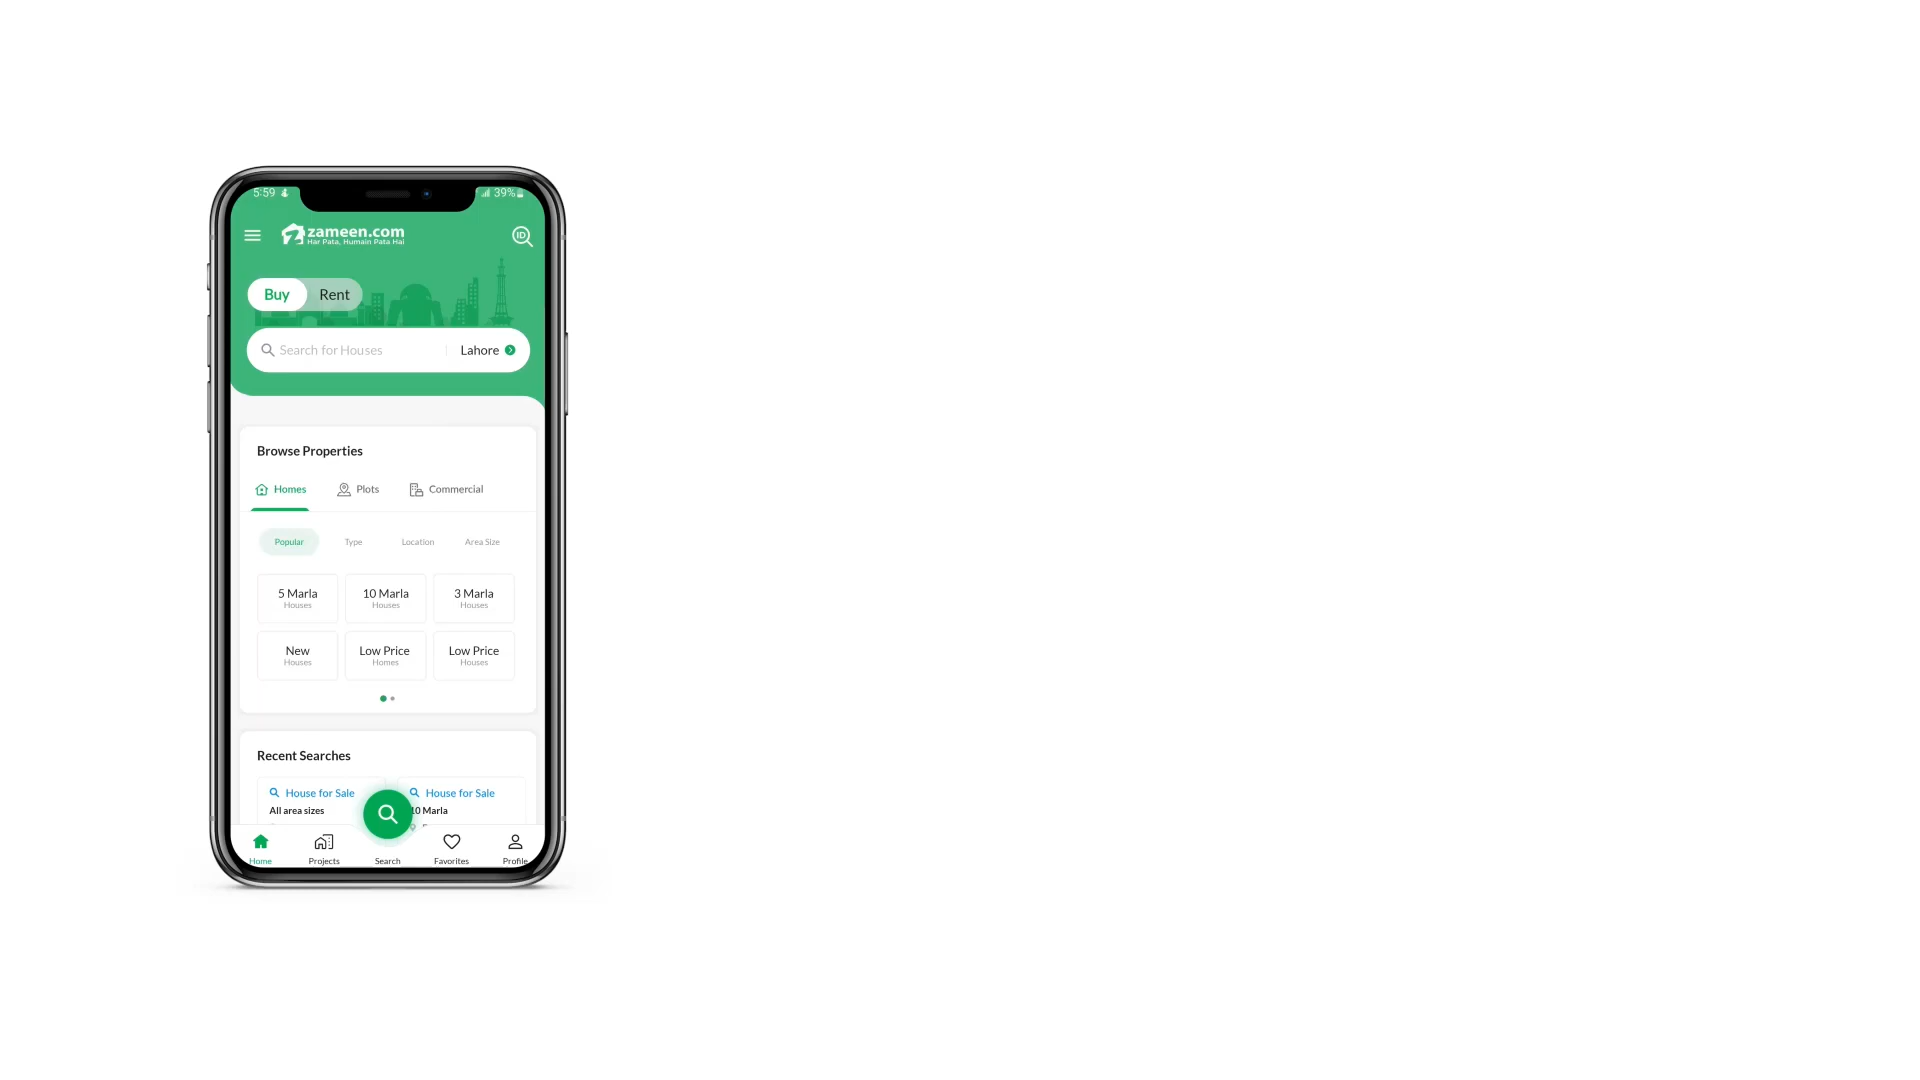 5:59
39%
zameen.com
Har Pata, Humain Pata Hai
ID
Buy Rent
Search for Houses Lahore
Browse Properties
Homes Plots Commercial
Popular Type Location Area Size
5 Marla 10 Marla 3 Marla
Houses Houses Houses
New Low Price Low Price
Houses Homes Houses
Recent Searches
House for Sale House for Sale
All area sizes 10 Marla
Home Projects Search Favorites Profile